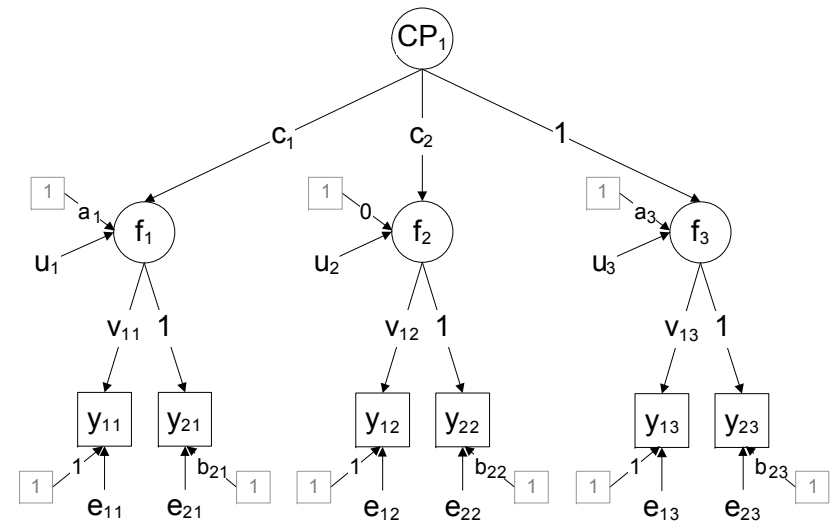 CP₁
c₁ c₂ 1
1 1 1
a₁ 0 a₃
f₁ f₂ f₃
u₁ u₂ u₃
v₁₁ 1 v₁₂ 1 v₁₃ 1
y₁₁ y₂₁ y₁₂ y₂₂ y₁₃ y₂₃
1 b₂₁ 1 b₂₂ 1 b₂₃
1 1 1 1 1 1
e₁₁ e₂₁ e₁₂ e₂₂ e₁₃ e₂₃